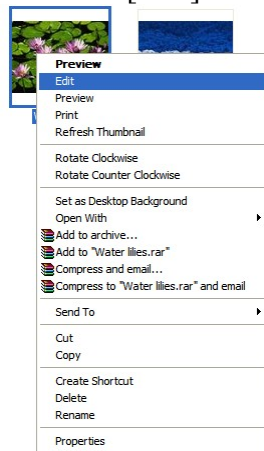 Preview
Edit
Preview
Print
Refresh Thumbnail
Rotate Clockwise
Rotate Counter Clockwise
Set as Desktop Background
Open With
Add to archive...
Add to "Water lilies.rar"
Compress and email...
Compress to "Water lilies.rar" and email
Send To
Cut
Copy
Create Shortcut
Delete
Rename
Properties